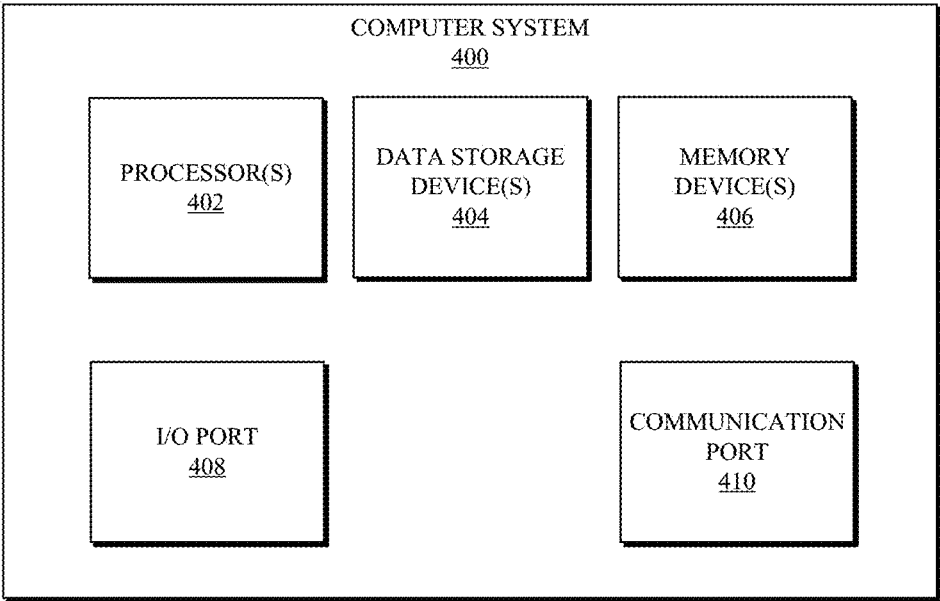 COMPUTER SYSTEM
400
PROCESSOR(S)
402
DATA STORAGE
DEVICE(S)
404
MEMORY
DEVICE(S)
406
I/O PORT
408
COMMUNICATION
PORT
410